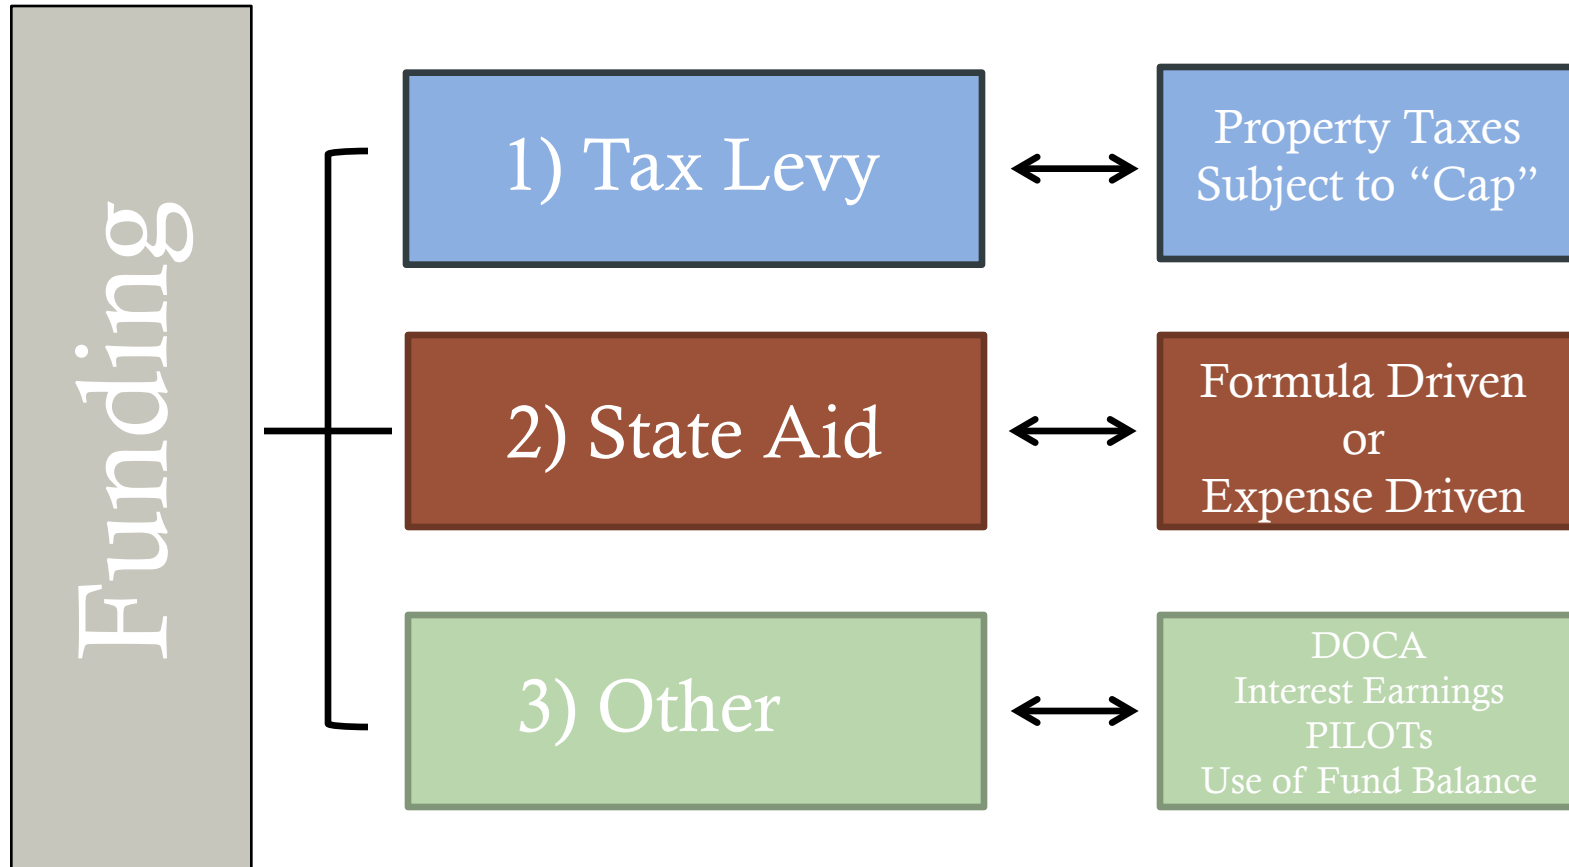 Funding
1) Tax Levy
Property Taxes
Subject to “Cap”
2) State Aid
Formula Driven
or
Expense Driven
3) Other
DOCA
Interest Earnings
PILOTs
Use of Fund Balance